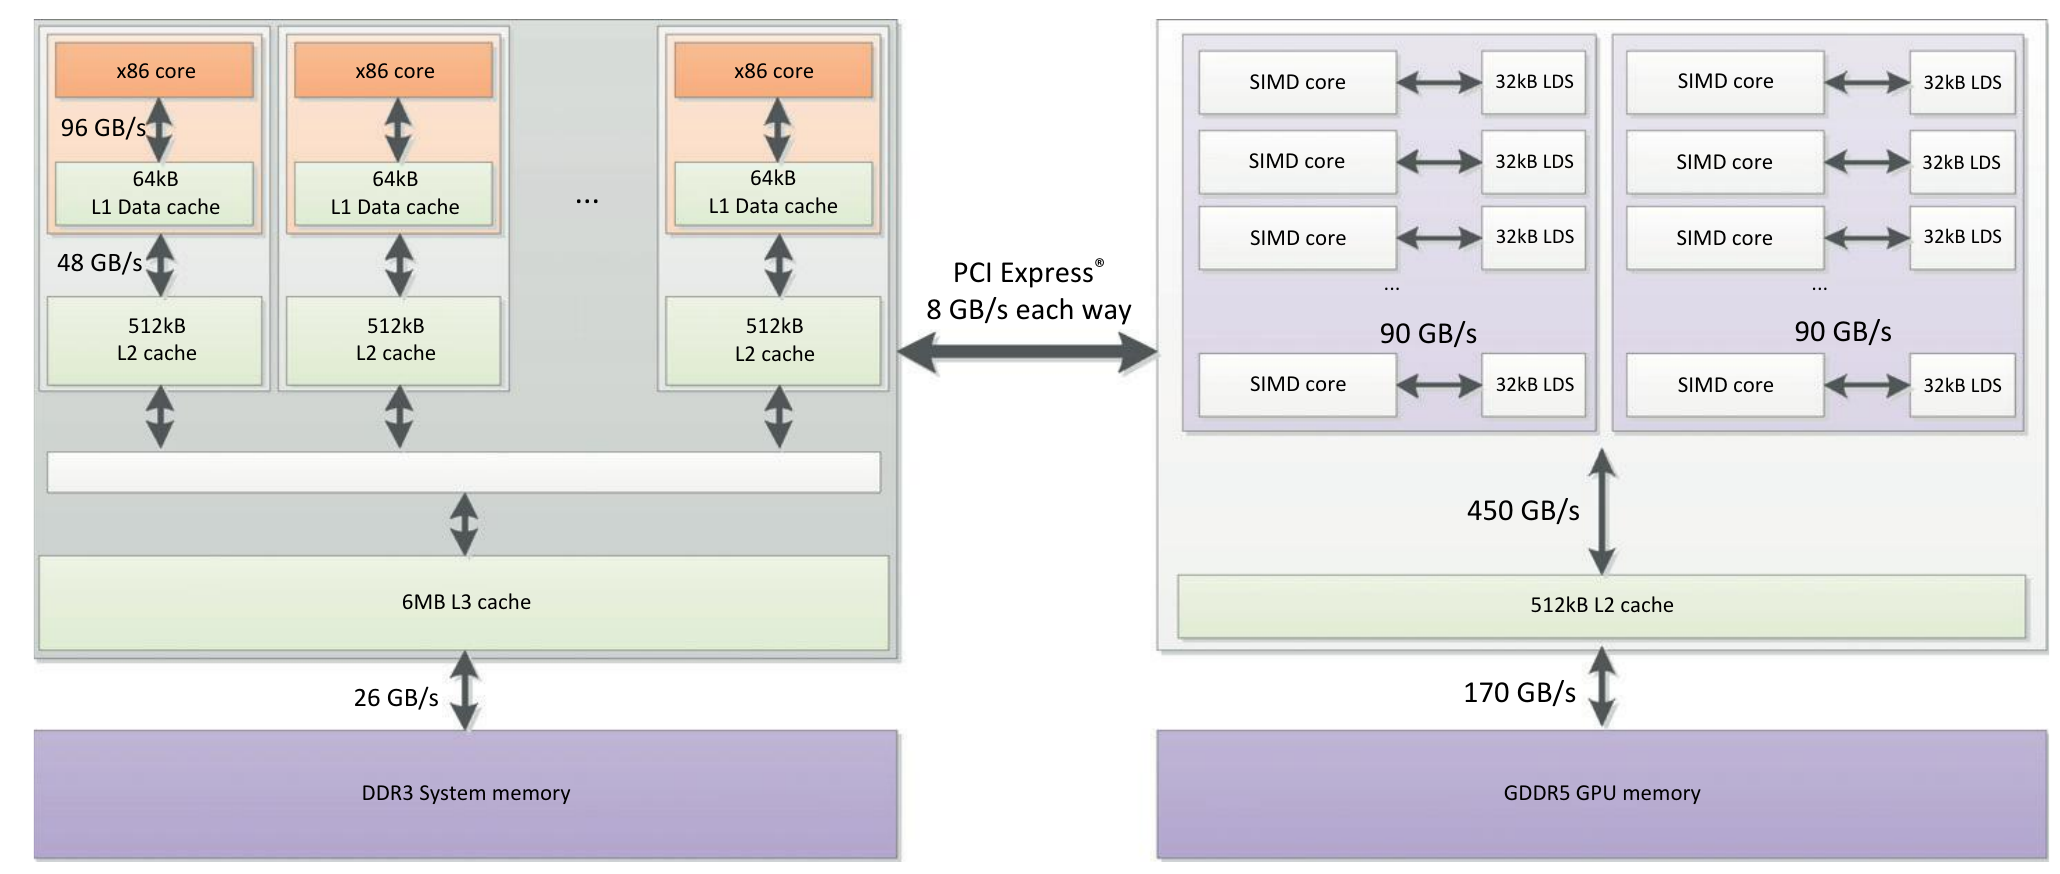 x86 core
x86 core
x86 core
96 GB/s
64kB
L1 Data cache
64kB
L1 Data cache
...
64kB
L1 Data cache
48 GB/s
512kB
L2 cache
512kB
L2 cache
512kB
L2 cache
6MB L3 cache
26 GB/s
DDR3 System memory
PCI Express®
8 GB/s each way
SIMD core
32kB LDS
SIMD core
32kB LDS
SIMD core
32kB LDS
...
90 GB/s
SIMD core
32kB LDS
SIMD core
32kB LDS
SIMD core
32kB LDS
SIMD core
32kB LDS
...
90 GB/s
SIMD core
32kB LDS
450 GB/s
512kB L2 cache
170 GB/s
GDDR5 GPU memory